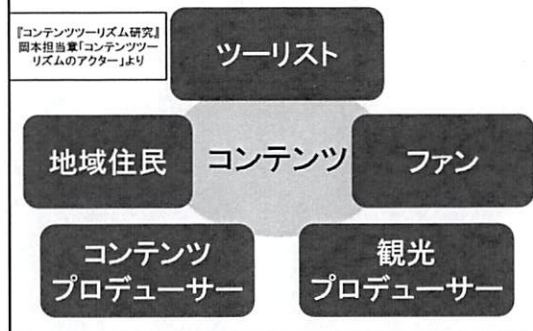 『コンテンツツーリズム研究』
岡本担当章「コンテンツツー
リズムのアクター」より
ツーリスト
地域住民
コンテンツ
ファン
コンテンツ
プロデューサー
観光
プロデューサー